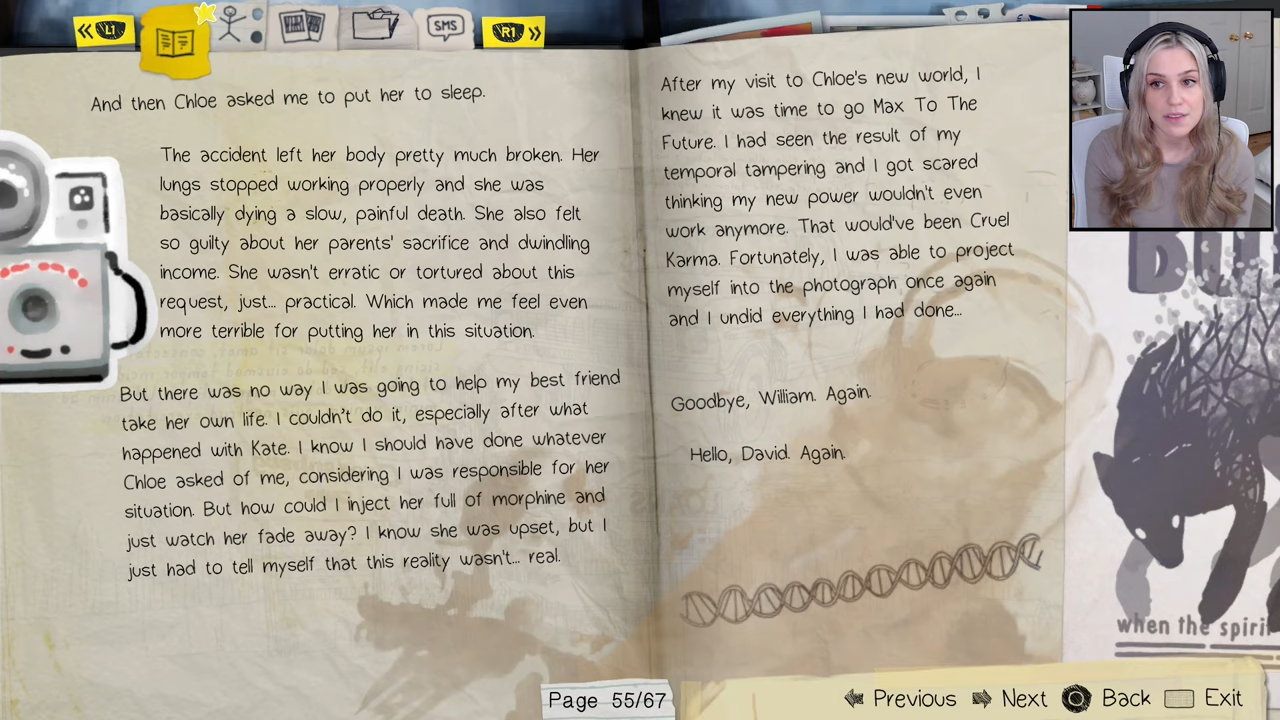 L1
SMS
R1
And then Chloe asked me to put her to sleep.
The accident left her body pretty much broken. Her
lungs stopped working properly and she was
basically dying a slow, painful death. She also felt
so guilty about her parents' sacrifice and dwindling
income. She wasn't erratic or tortured about this
request, just... practical. Which made me feel even
more terrible for putting her in this situation.
But there was no way I was going to help my best friend
take her own life. I couldn't do it, especially after what
happened with Kate. I know I should have done whatever
Chloe asked of me, considering I was responsible for her
situation. But how could I inject her full of morphine and
just watch her fade away? I know she was upset, but I
just had to tell myself that this reality wasn't... real.
After my visit to Chloe's new world, I
knew it was time to go Max To The
Future. I had seen the result of my
temporal tampering and I got scared
thinking my new power wouldn't even
work anymore. That would've been Cruel
Karma. Fortunately, I was able to project
myself into the photograph once again
and I undid everything I had done...
Goodbye, William. Again.
Hello, David. Again.
when the spiri
Page 55/67
Previous Next Back Exit